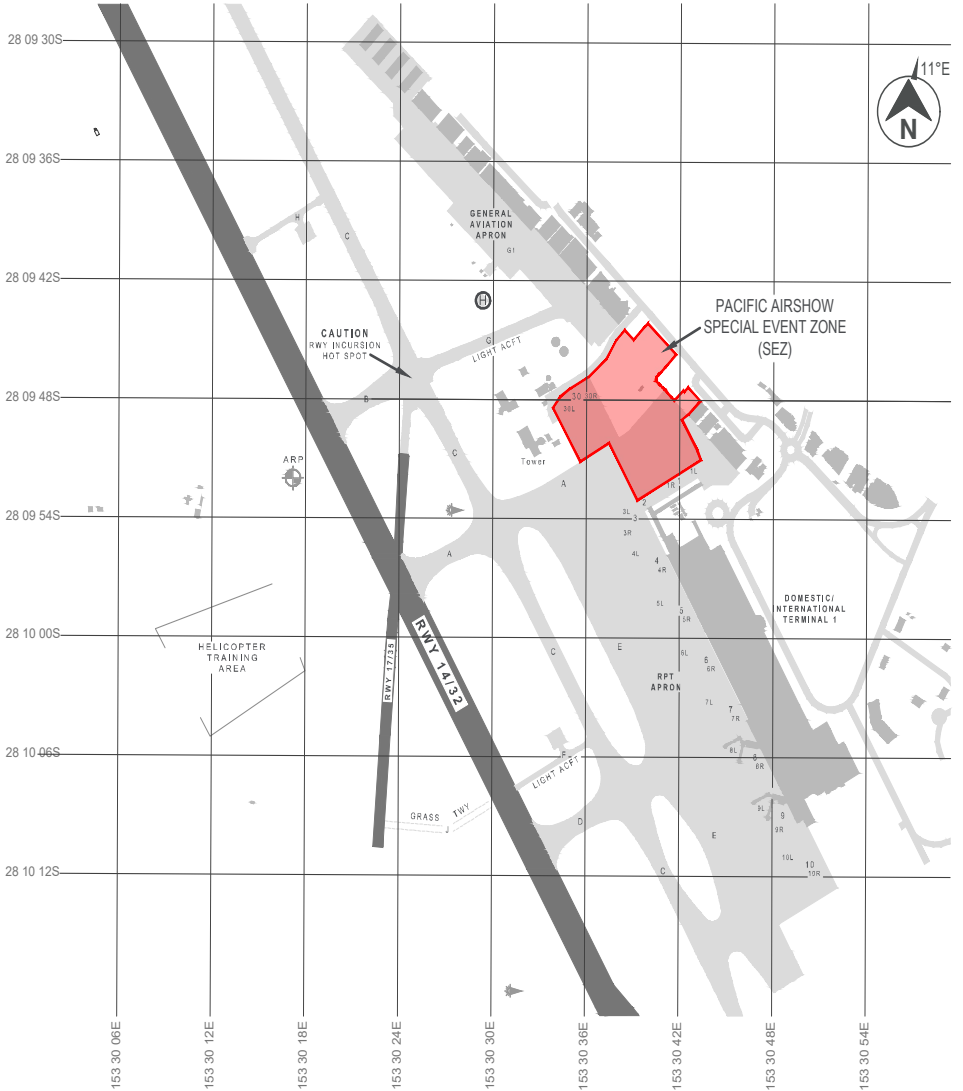 28 09 30S
11°E
N
28 09 36S
H
C
GENERAL
AVIATION
APRON
G1
28 09 42S
H
PACIFIC AIRSHOW
SPECIAL EVENT ZONE
(SEZ)
CAUTION
RWY INCURSION
HOT SPOT
G
LIGHT ACFT
28 09 48S
B
30
30R
30L
C
Tower
ARP
A
1L
1
1R
2
28 09 54S
3L
3
3R
A
4L
4
4R
5L
5
5R
DOMESTIC/
INTERNATIONAL
TERMINAL 1
28 10 00S
RWY 14/32
RWY 17/35
HELICOPTER
TRAINING
AREA
C
E
6L
6
6R
RPT
APRON
7L
7
7R
28 10 06S
8L
8
8R
F
LIGHT ACFT
GRASS TWY
J
D
E
9L
9
9R
10L
10
10R
28 10 12S
C
153 30 06E
153 30 12E
153 30 18E
153 30 24E
153 30 30E
153 30 36E
153 30 42E
153 30 48E
153 30 54E